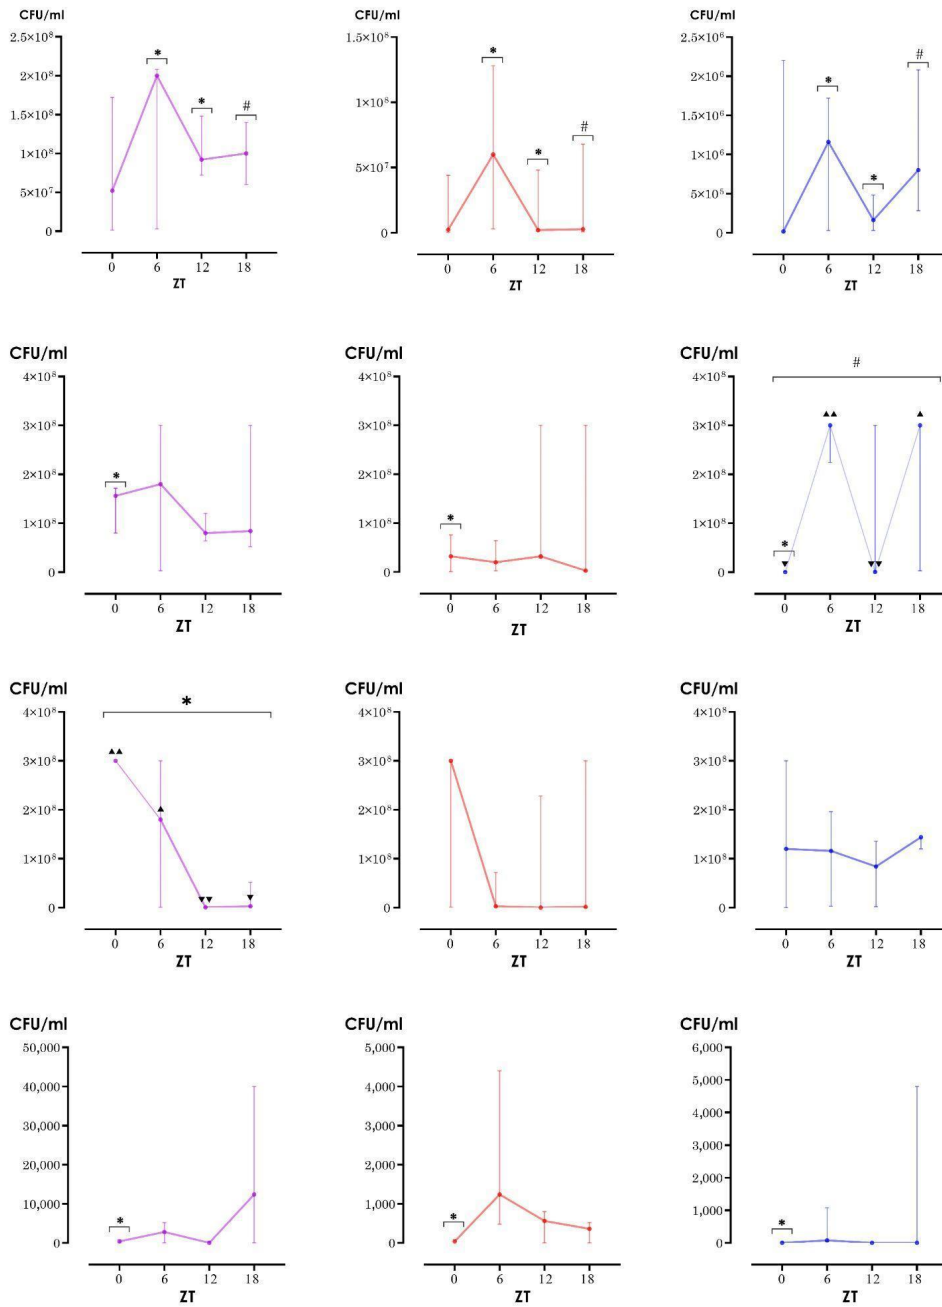 CFU/ml
2.5×10⁸
2×10⁸
1.5×10⁸
1×10⁸
5×10⁷
0
*
*
#
0 6 12 18
ZT
CFU/ml
1.5×10⁸
1×10⁸
5×10⁷
0
*
*
#
0 6 12 18
ZT
CFU/ml
2.5×10⁶
2×10⁶
1.5×10⁶
1×10⁶
5×10⁵
0
*
*
#
0 6 12 18
ZT
CFU/ml
4×10⁸
3×10⁸
2×10⁸
1×10⁸
0
*
0 6 12 18
ZT
CFU/ml
4×10⁸
3×10⁸
2×10⁸
1×10⁸
0
*
0 6 12 18
ZT
CFU/ml
#
4×10⁸
3×10⁸
2×10⁸
1×10⁸
0
▲▲
▲
*
▼
▼▼
0 6 12 18
ZT
CFU/ml
*
4×10⁸
3×10⁸
2×10⁸
1×10⁸
0
▲▲
▲
▼▼
▼
0 6 12 18
ZT
CFU/ml
4×10⁸
3×10⁸
2×10⁸
1×10⁸
0
0 6 12 18
ZT
CFU/ml
4×10⁸
3×10⁸
2×10⁸
1×10⁸
0
0 6 12 18
ZT
CFU/ml
50,000
40,000
30,000
20,000
10,000
0
*
0 6 12 18
ZT
CFU/ml
5,000
4,000
3,000
2,000
1,000
0
*
0 6 12 18
ZT
CFU/ml
6,000
5,000
4,000
3,000
2,000
1,000
0
*
0 6 12 18
ZT